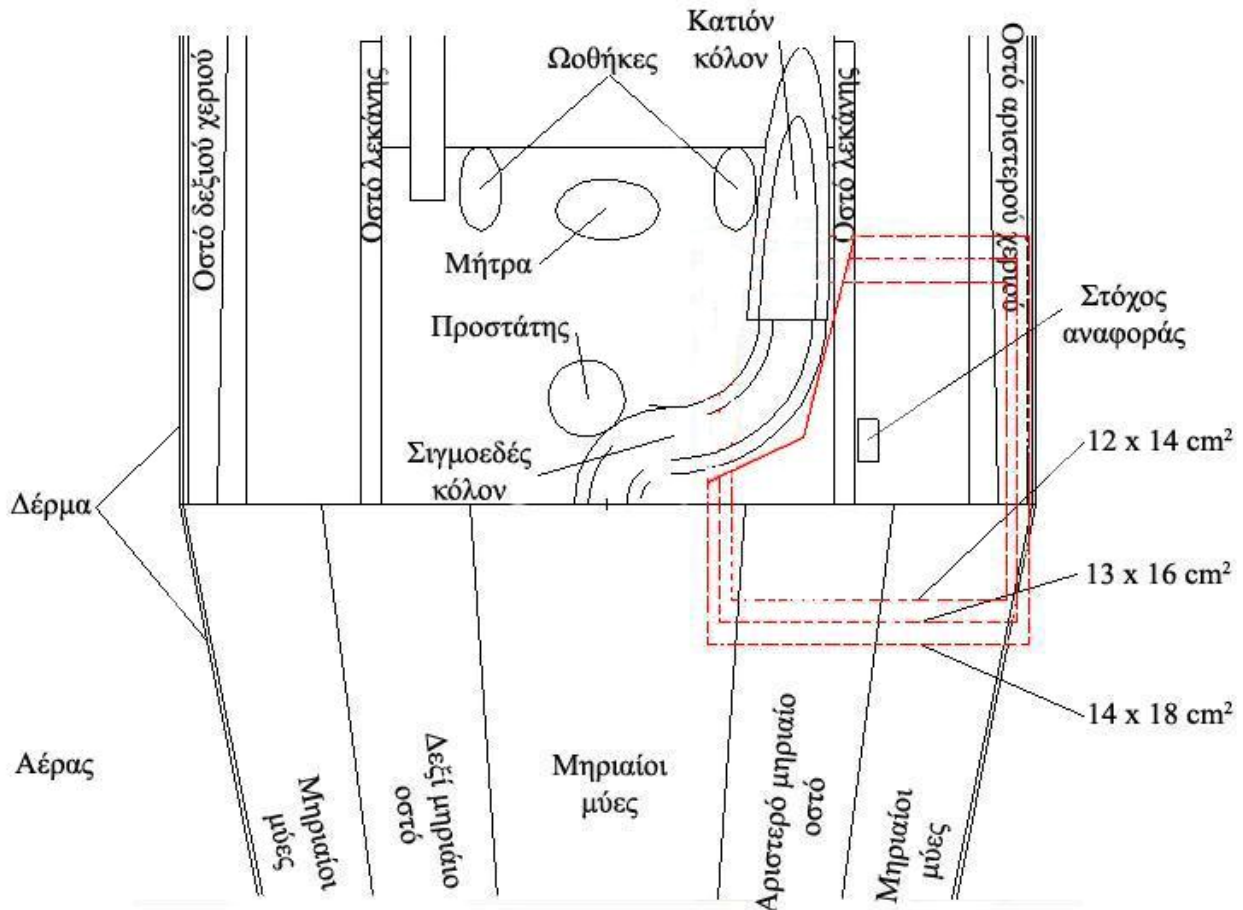 Κατιόν
κόλον
Ωοθήκες
Οστό δεξιού χεριού
Οστό λεκάνης
Οστό λεκάνης
Οστό αριστερού χεριού
Μήτρα
Προστάτης
Στόχος
αναφοράς
Σιγμοεδές
κόλον
Δέρμα
12 x 14 cm²
13 x 16 cm²
14 x 18 cm²
Αέρας
Μηριαίοι
μύες
Δεξί μηριαίο
οστό
Μηριαίοι
μύες
Αριστερό μηριαίο
οστό
Μηριαίοι
μύες